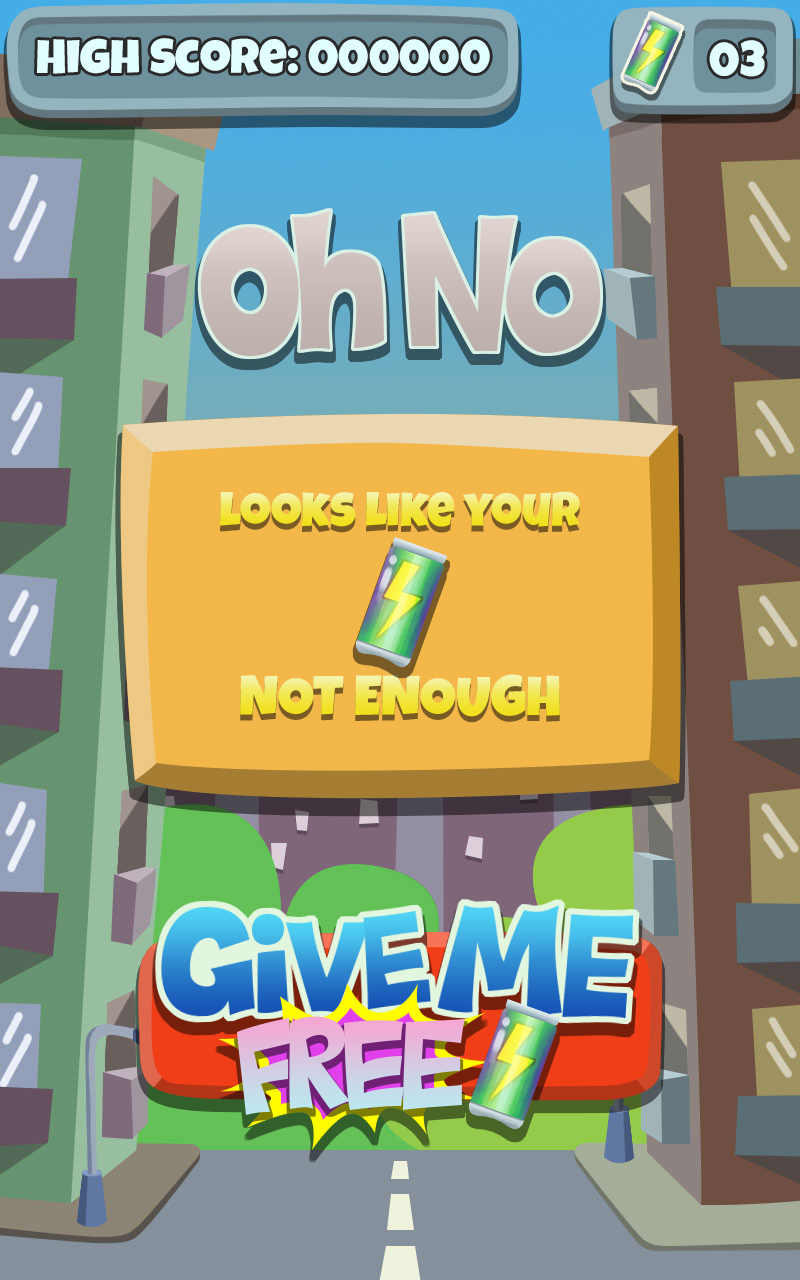 HIGH SCORe: 000000
03
Oh No
LOOKS LIKe YOUR
NOT ENOUGH
GiVE ME
FREE